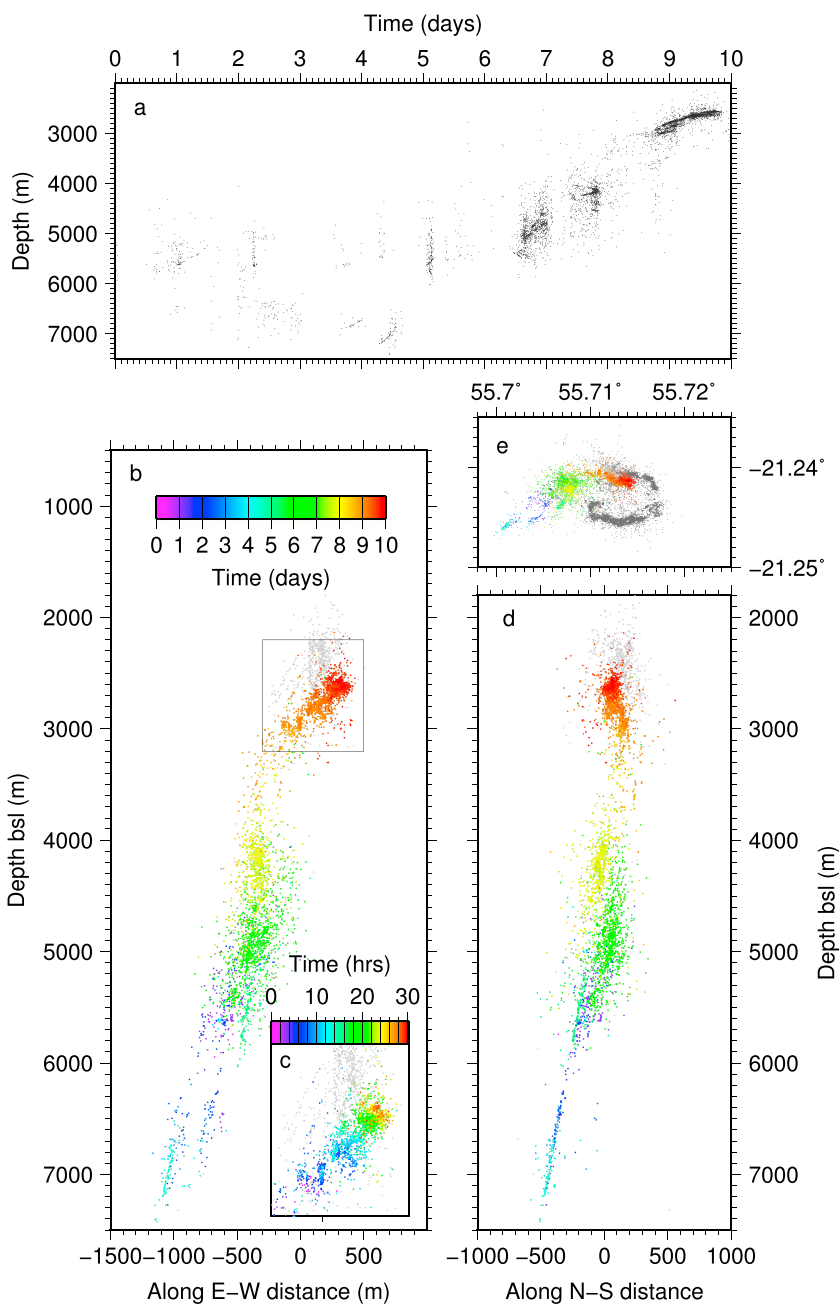 Time (days)
0 1 2 3 4 5 6 7 8 9 10
a
3000
4000
5000
6000
7000
Depth (m)
55.7° 55.71° 55.72°
e
−21.24°
−21.25°
b
0 1 2 3 4 5 6 7 8 9 10
Time (days)
1000
2000
3000
4000
5000
6000
7000
Depth bsl (m)
Time (hrs)
0 10 20 30
c
−1500 −1000 −500 0 500
Along E−W distance (m)
d
2000
3000
4000
5000
6000
7000
Depth bsl (m)
−1000 −500 0 500 1000
Along N−S distance